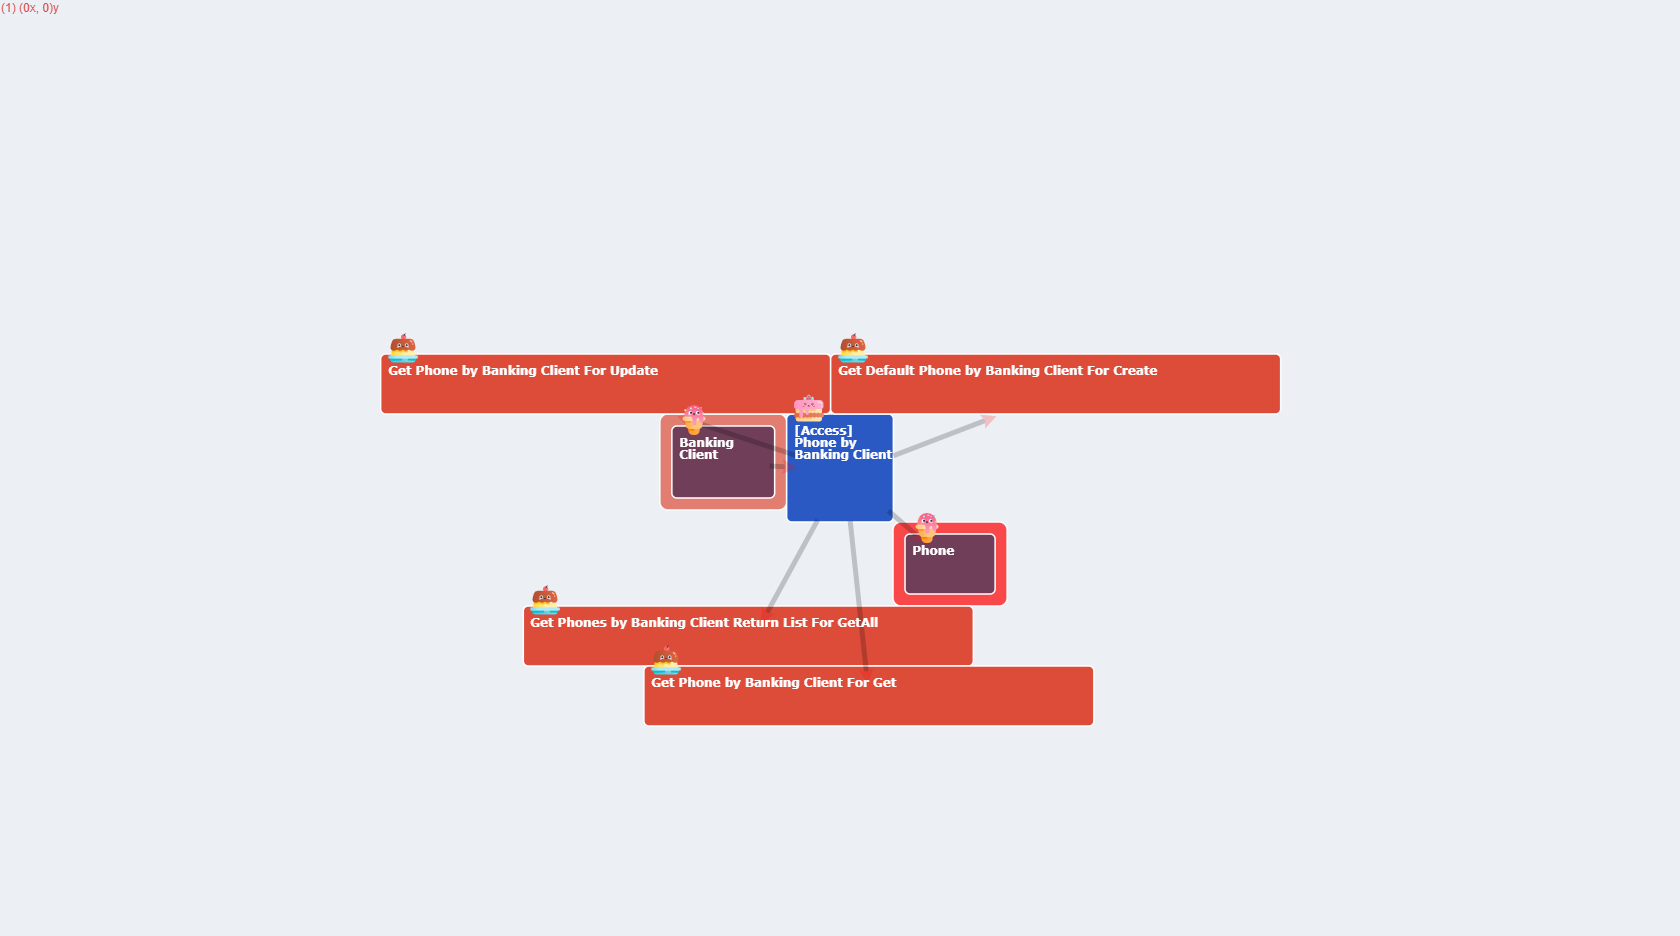 (1) (0x, 0)y
Get Phone by Banking Client For Update
Get Default Phone by Banking Client For Create
Banking
Client
[Access]
Phone by
Banking Client
Phone
Get Phones by Banking Client Return List For GetAll
Get Phone by Banking Client For Get